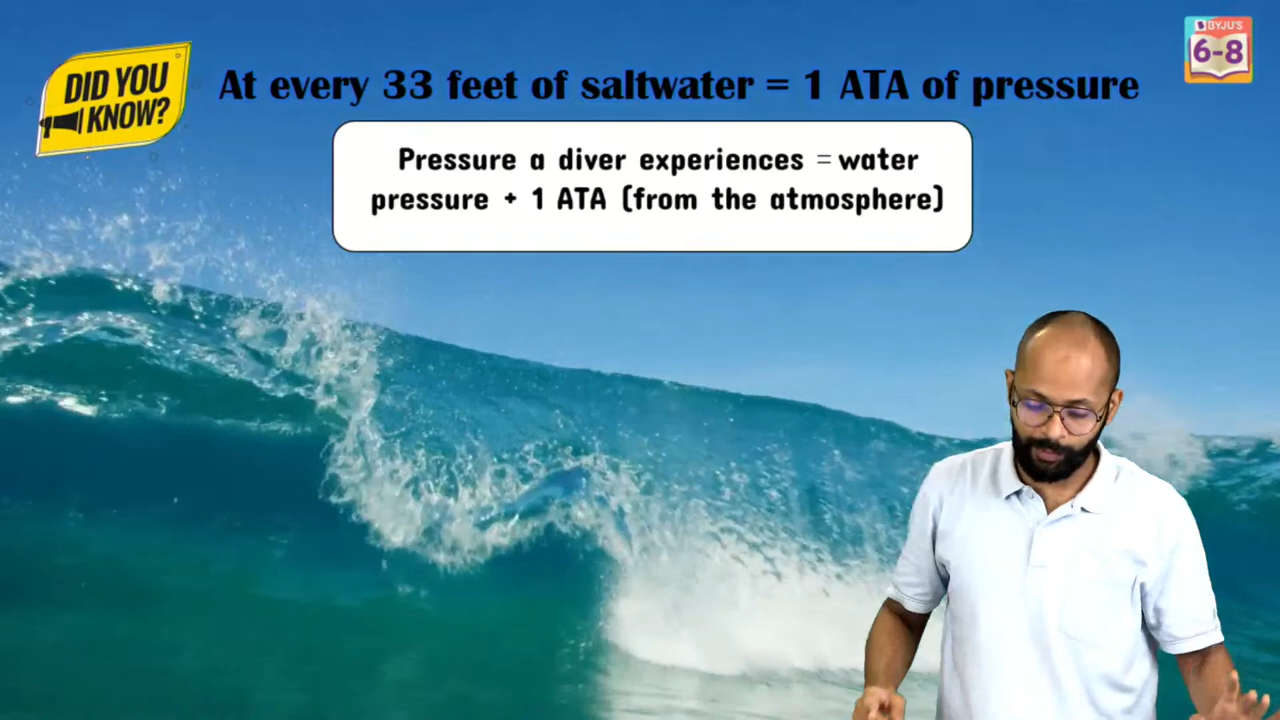 DID YOU
KNOW?
At every 33 feet of saltwater = 1 ATA of pressure
BYJU'S
6-8
Pressure a diver experiences = water
pressure + 1 ATA (from the atmosphere)